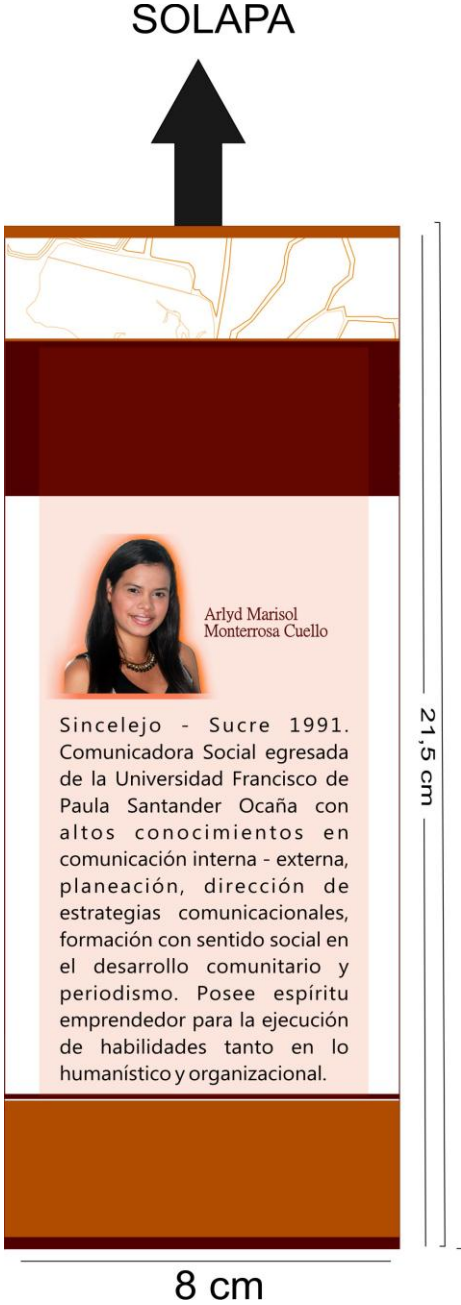 SOLAPA
Arlyd Marisol
Monterrosa Cuello
Sincelejo - Sucre 1991.
Comunicadora Social egresada
de la Universidad Francisco de
Paula Santander Ocaña con
altos conocimientos en
comunicación interna - externa,
planeación, dirección de
estrategias comunicacionales,
formación con sentido social en
el desarrollo comunitario y
periodismo. Posee espíritu
emprendedor para la ejecución
de habilidades tanto en lo
humanístico y organizacional.
21,5 cm
8 cm